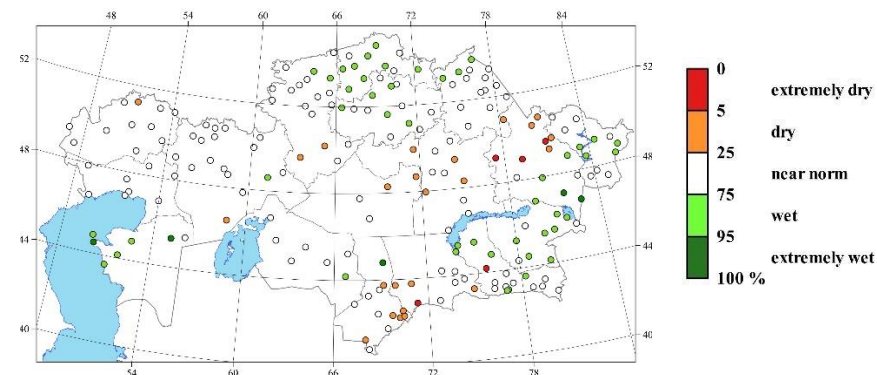 48 54 60 66 72 78 84
52 52
48 48
44 44
40 40
54 60 66 72 78
0
extremely dry
5
dry
25
near norm
75
wet
95
extremely wet
100 %